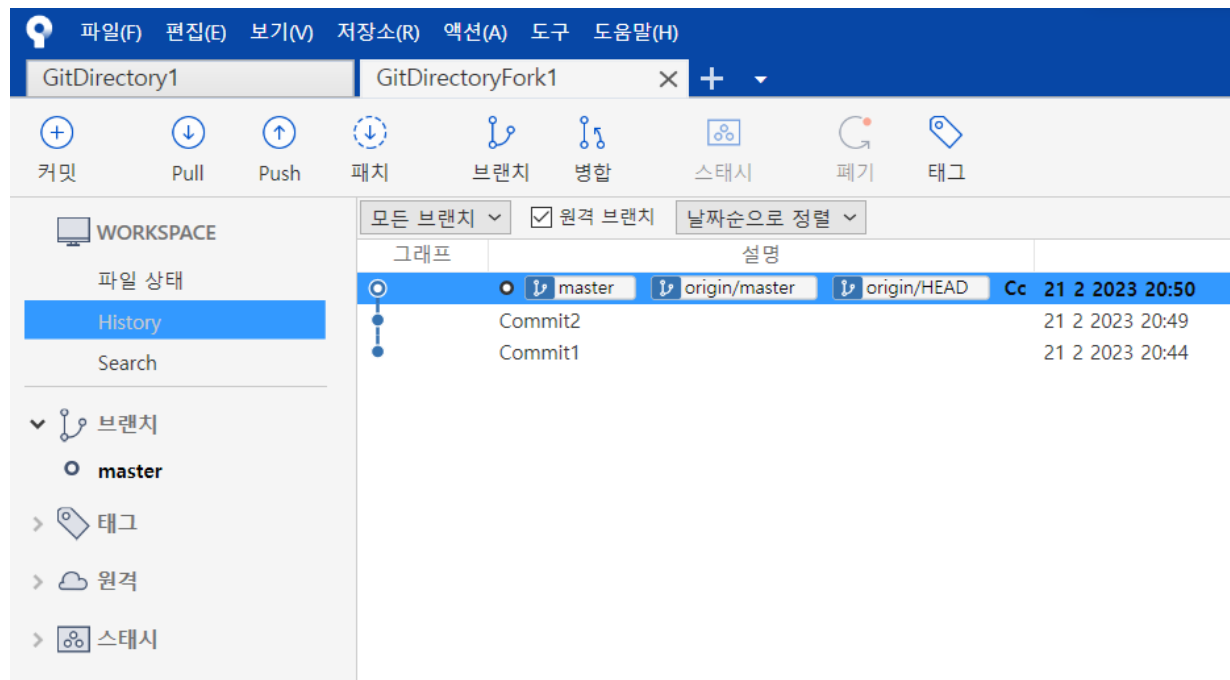 파일(F) 편집(E) 보기(V) 저장소(R) 액션(A) 도구 도움말(H)
GitDirectory1 GitDirectoryFork1
커밋 Pull Push 패치 브랜치 병합 스태시 폐기 태그
WORKSPACE
파일 상태
History
Search
브랜치
master
태그
원격
스태시
모든 브랜치 원격 브랜치 날짜순으로 정렬
그래프 설명
master origin/master origin/HEAD Cc 21 2 2023 20:50
Commit2 21 2 2023 20:49
Commit1 21 2 2023 20:44